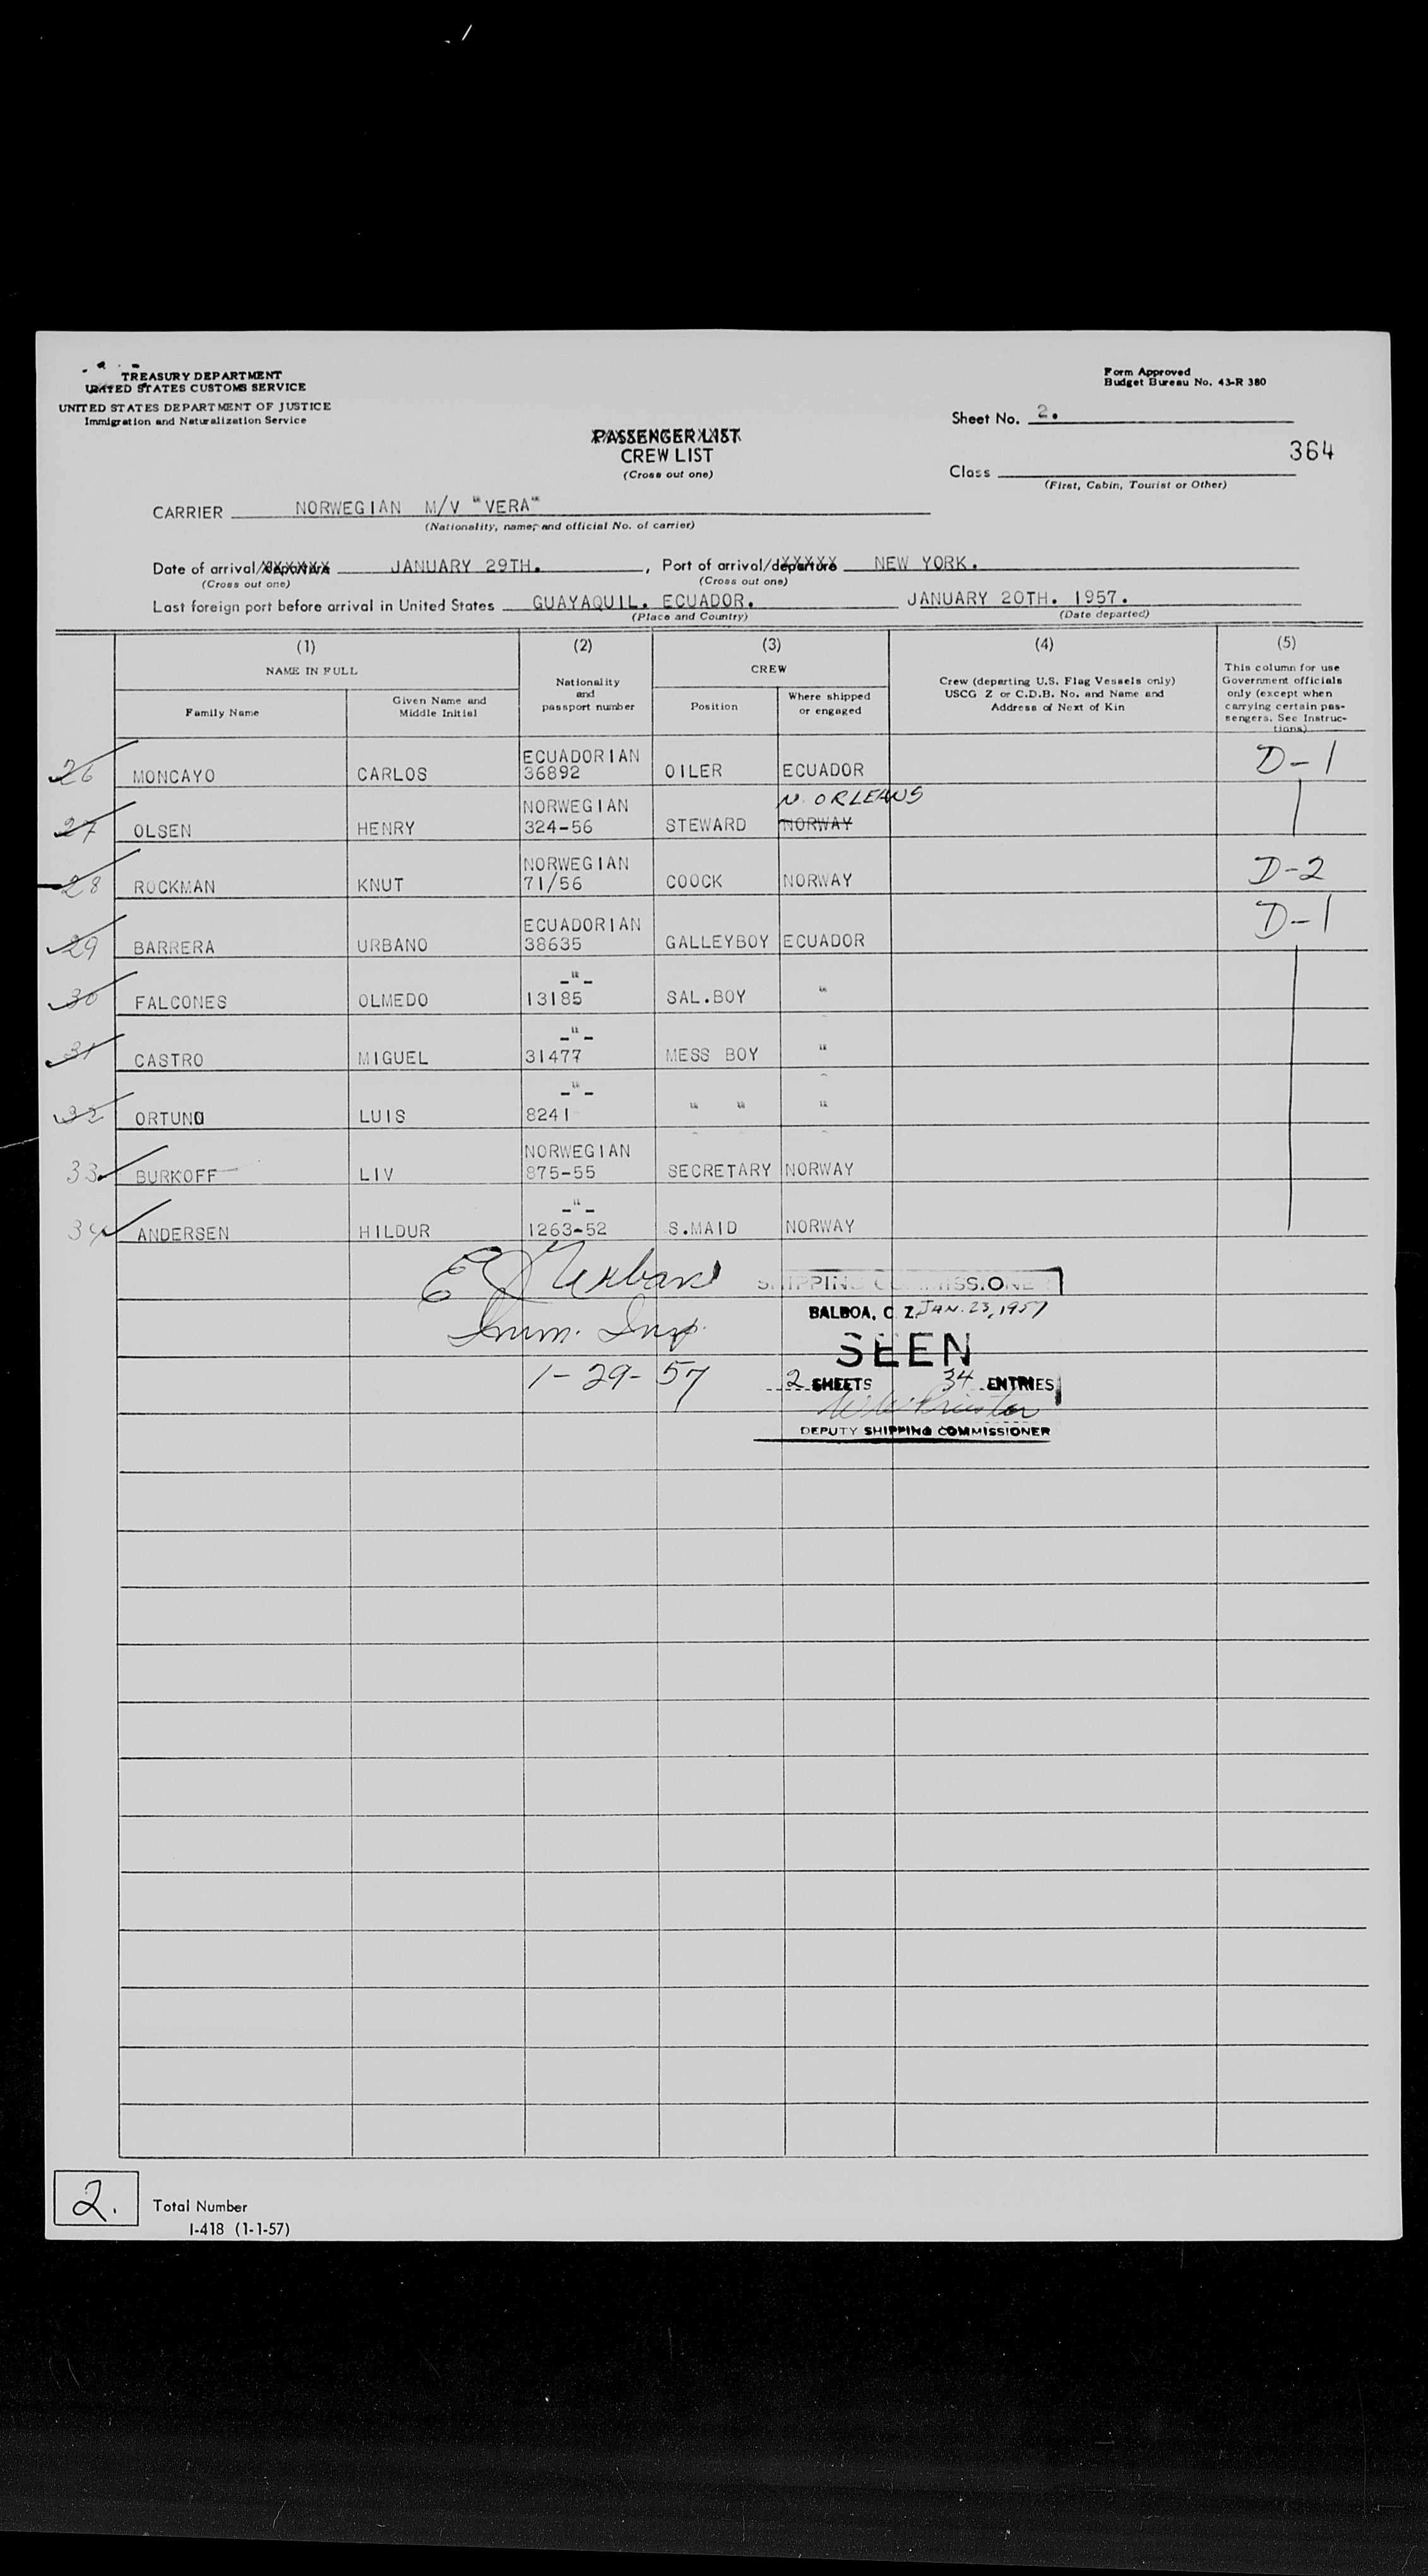 TREASURY DEPARTMENT
UNITED STATES CUSTOMS SERVICE
UNITED STATES DEPARTMENT OF JUSTICE
Immigration and Naturalization Service
Form Approved
Budget Bureau No. 43-R 380
Sheet No. 2.
364
PASSENGER LIST
CREW LIST
(Cross out one)
Class
(First, Cabin, Tourist or Other)
CARRIER NORWEGIAN M/V "VERA"
(Nationality, name, and official No. of carrier)
Date of arrival/departure JANUARY 29TH. , Port of arrival/departure NEW YORK.
(Cross out one) (Cross out one)
Last foreign port before arrival in United States GUAYAQUIL. ECUADOR. JANUARY 20TH. 1957.
(Place and Country) (Date departed)
(1) (2) (3) (4) (5)
NAME IN FULL
Family Name
Given Name and
Middle Initial
Nationality
and
passport number
CREW
Position
Where shipped
or engaged
Crew (departing U.S. Flag Vessels only)
USCG Z or C.D.B. No. and Name and
Address of Next of Kin
This column for use
Government officials
only (except when
carrying certain pas-
sengers. See Instruc-
tions)
ECUADORIAN
26 MONCAYO CARLOS 36892 OILER ECUADOR D-1
NORWEGIAN N. ORLEANS
27 OLSEN HENRY 324-56 STEWARD NORWAY
NORWEGIAN
28 ROCKMAN KNUT 71/56 COOCK NORWAY D-2
ECUADORIAN
29 BARRERA URBANO 38635 GALLEYBOY ECUADOR D-1
-"-
30 FALCONES OLMEDO 13185 SAL.BOY "
-"-
31 CASTRO MIGUEL 31477 MESS BOY "
-"-
32 ORTUNO LUIS 8241 " " "
NORWEGIAN
33 BURKOFF LIV 875-55 SECRETARY NORWAY
-"-
34 ANDERSEN HILDUR 1263-52 S.MAID NORWAY
E J Urban
Imm. Insp.
1-29-57
SHIPPING COMMISSIONER
BALBOA, C. Z. JAN. 23, 1957
SEEN
2 SHEETS 34 ENTRIES
DEPUTY SHIPPING COMMISSIONER
2. Total Number
I-418 (1-1-57)